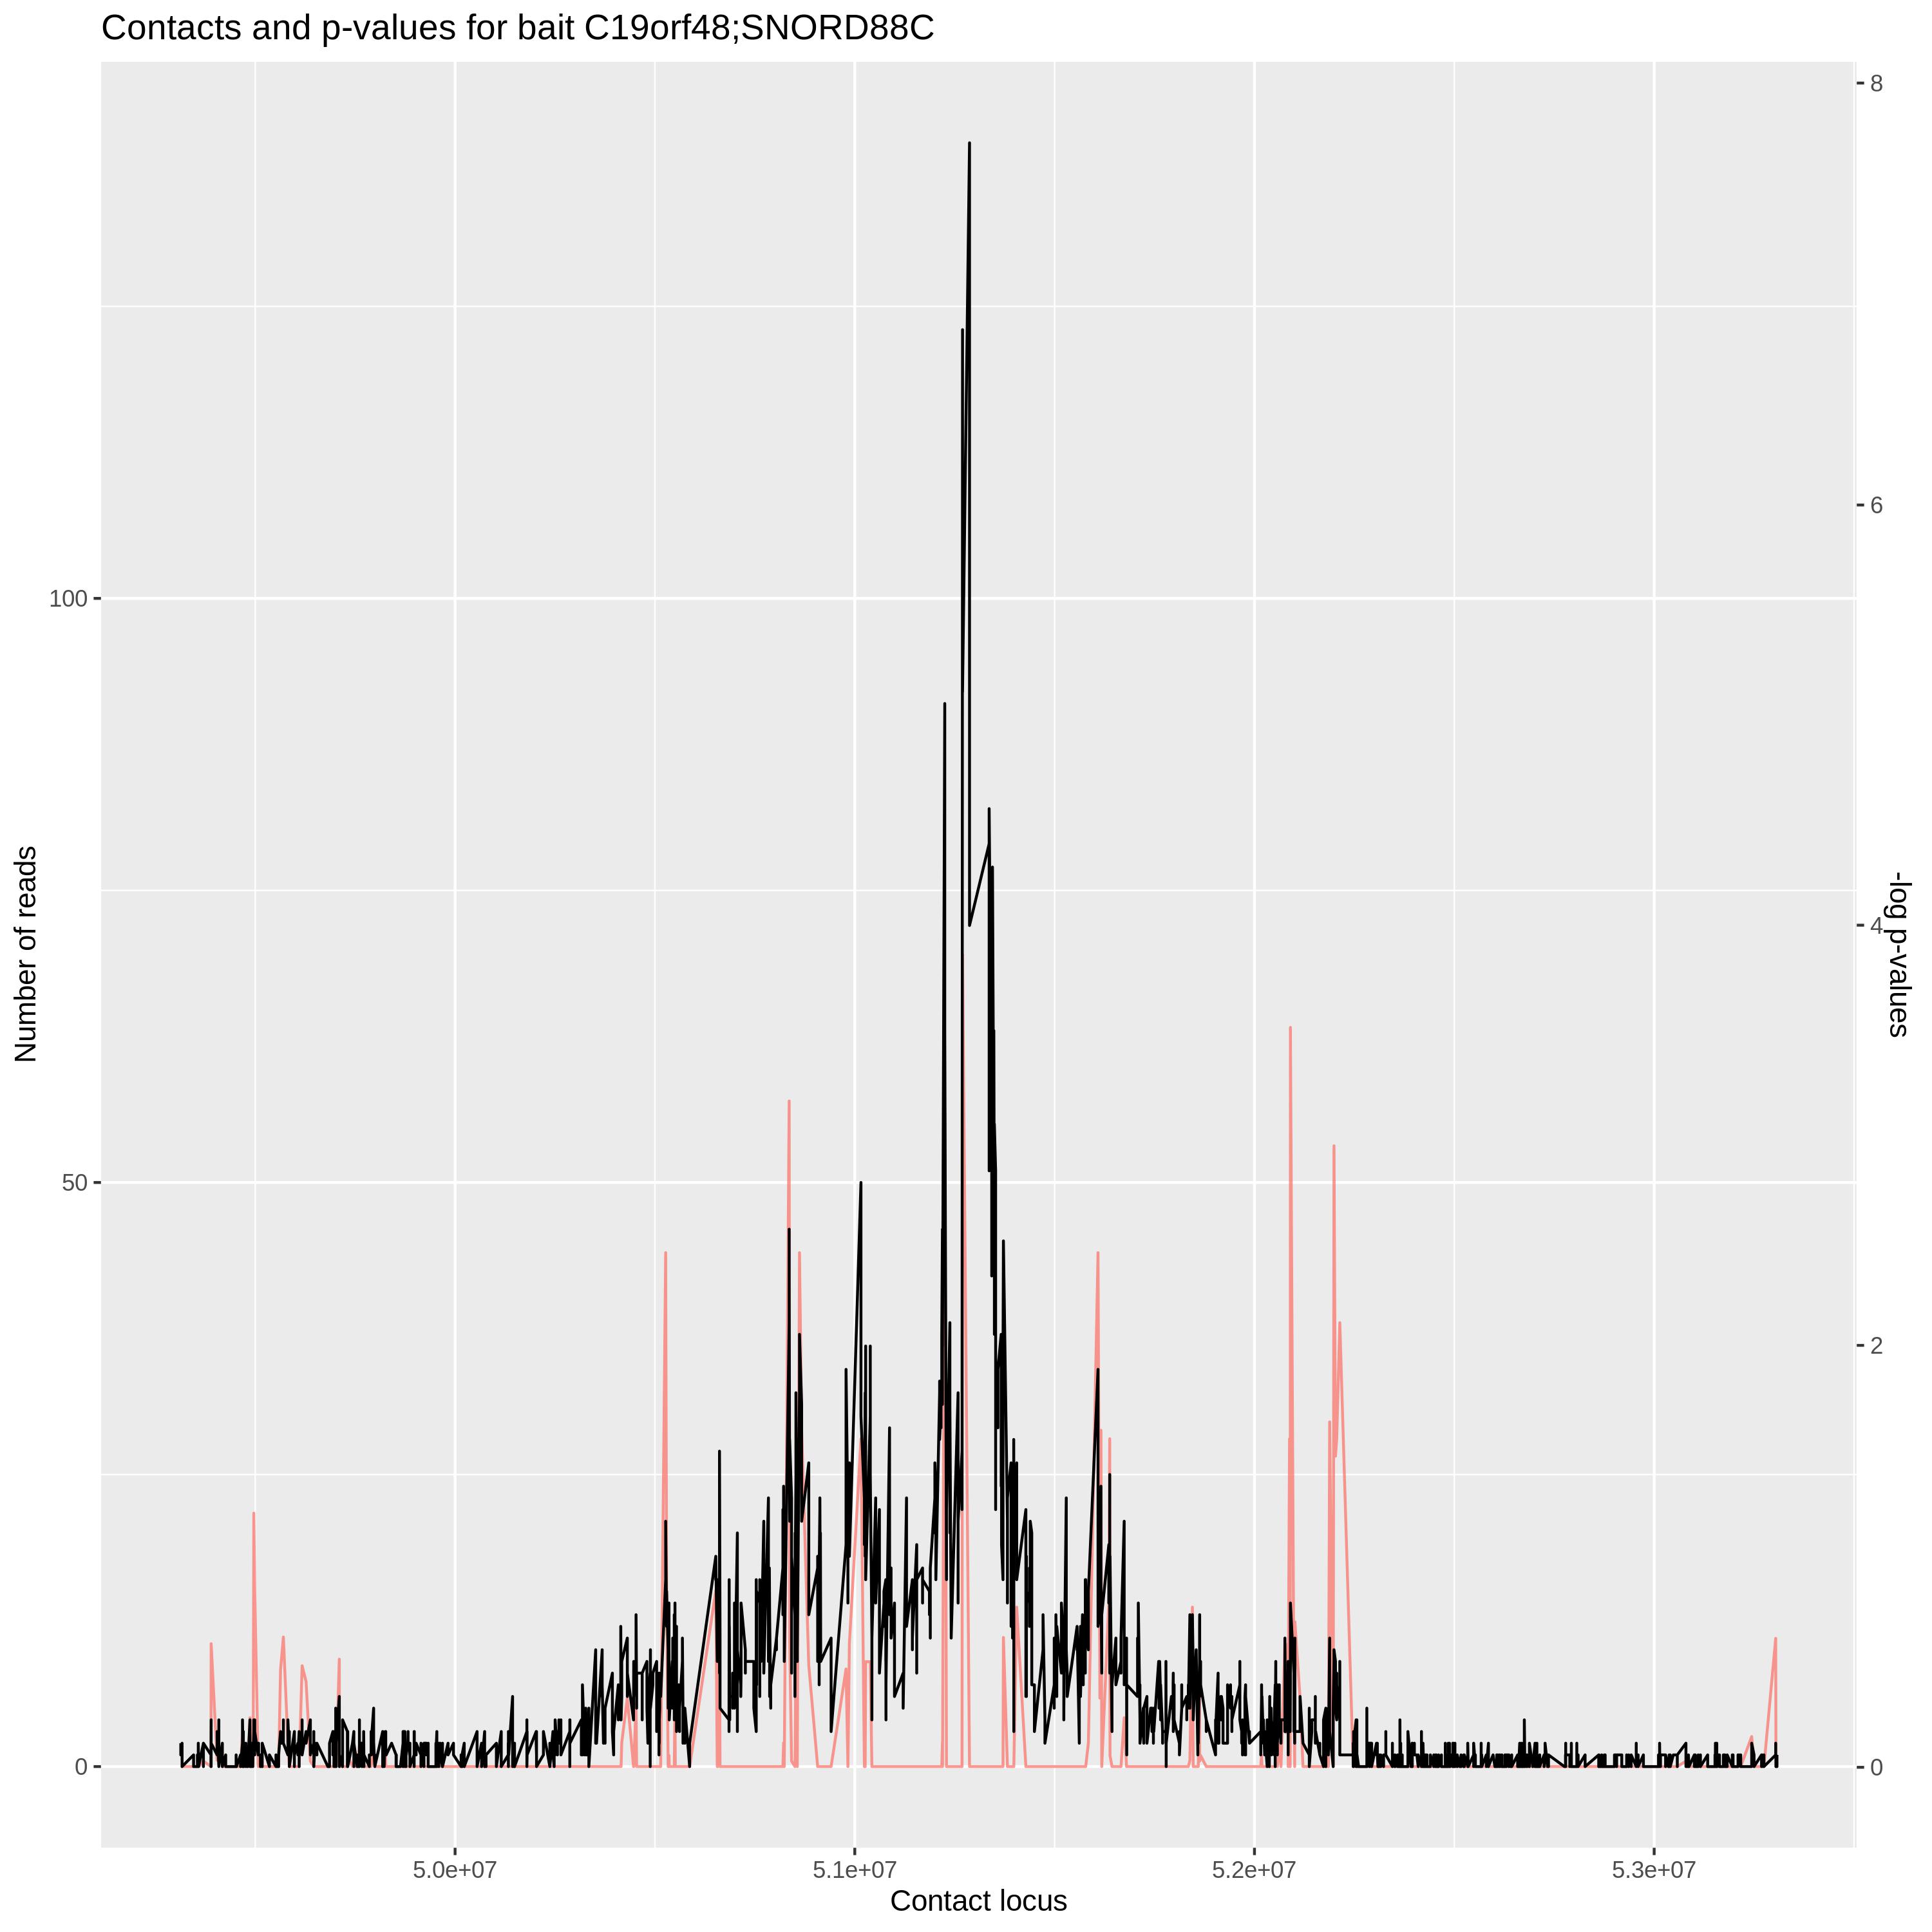 Contacts and p-values for bait C19orf48;SNORD88C
8
6
100
Number of reads
-log p-values
4
50
2
0
0
5.0e+07
5.1e+07
5.2e+07
5.3e+07
Contact locus